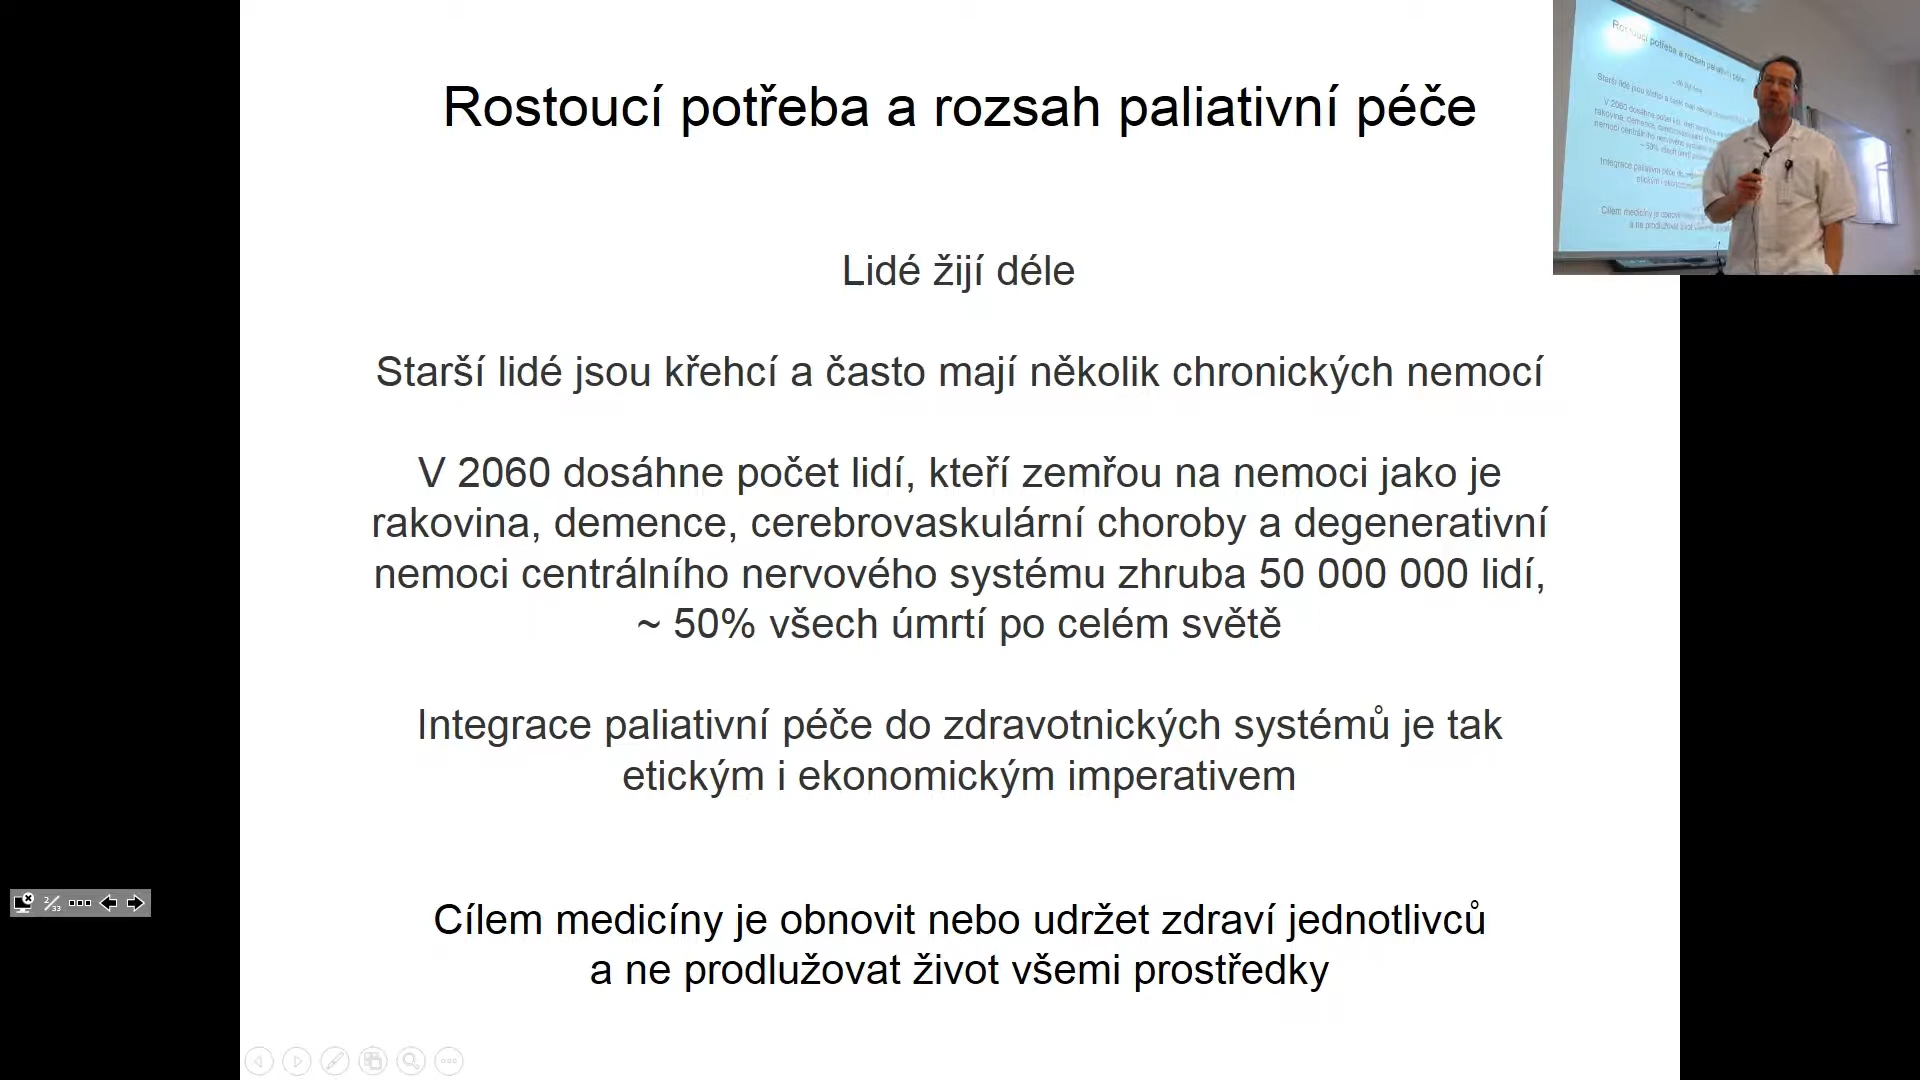 Rostoucí potřeba a rozsah paliativní péče
Lidé žijí déle
Starší lidé jsou křehcí a často mají několik chronických nemocí
V 2060 dosáhne počet lidí, kteří zemřou na nemoci jako je
rakovina, demence, cerebrovaskulární choroby a degenerativní
nemoci centrálního nervového systému zhruba 50 000 000 lidí,
~ 50% všech úmrtí po celém světě
Integrace paliativní péče do zdravotnických systémů je tak
etickým i ekonomickým imperativem
Cílem medicíny je obnovit nebo udržet zdraví jednotlivců
a ne prodlužovat život všemi prostředky
2/33